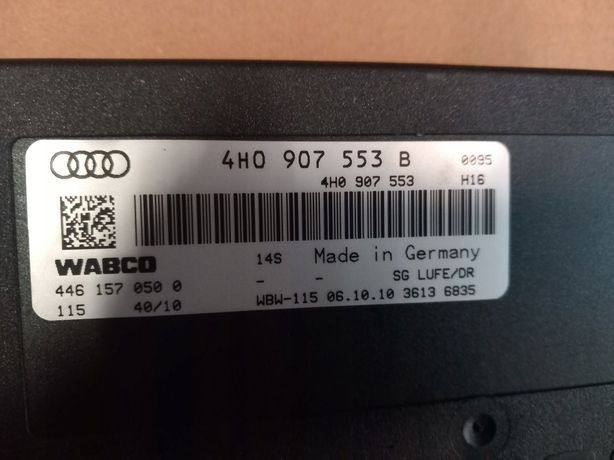 4H0 907 553 B 0095
4H0 907 553 H16
WABCO 14S Made in Germany
446 157 050 0 - - SG LUFE/DR
115 40/10 WBW-115 06.10.10 3613 6835